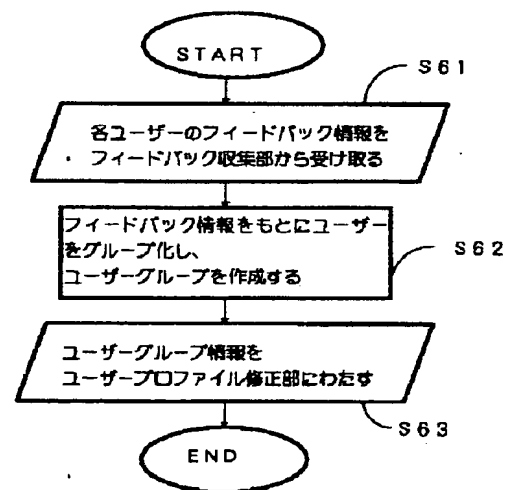 START
S61
各ユーザーのフィードバック情報を
フィードバック収集部から受け取る
フィードバック情報をもとにユーザー
をグループ化し、
ユーザーグループを作成する
S62
ユーザーグループ情報を
ユーザープロファイル修正部にわたす
S63
END